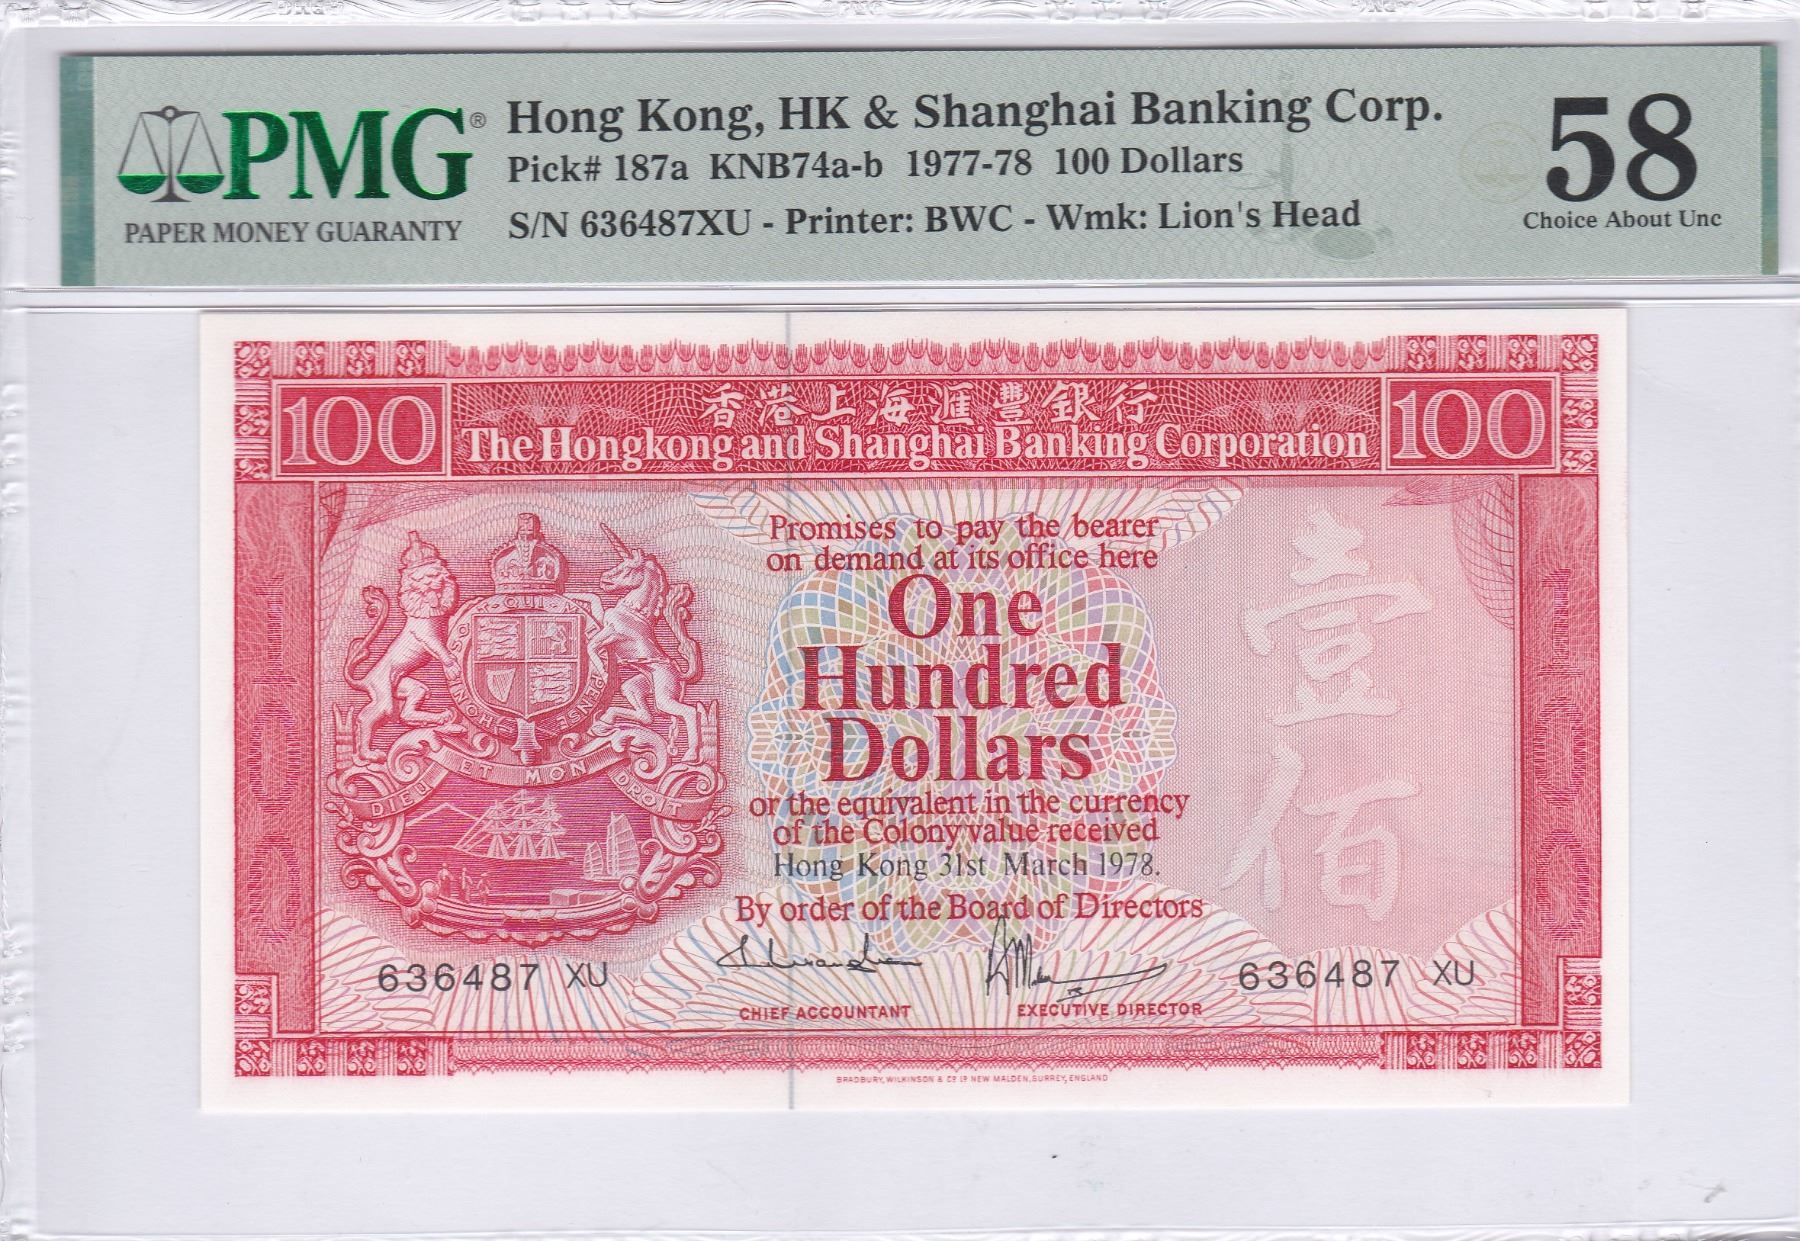 PMG®
PAPER MONEY GUARANTY
Hong Kong, HK & Shanghai Banking Corp.
Pick# 187a KNB74a-b 1977-78 100 Dollars
S/N 636487XU - Printer: BWC - Wmk: Lion's Head
58
Choice About Unc
100
香港上海滙豐銀行
The Hongkong and Shanghai Banking Corporation
100
Promises to pay the bearer
on demand at its office here
One
Hundred
Dollars
or the equivalent in the currency
of the Colony value received
Hong Kong 31st March 1978.
By order of the Board of Directors
壹佰
DIEU ET MON DROIT
636487 XU
636487 XU
CHIEF ACCOUNTANT
EXECUTIVE DIRECTOR
BRADBURY, WILKINSON & Cº Lº NEW MALDEN, SURREY, ENGLAND